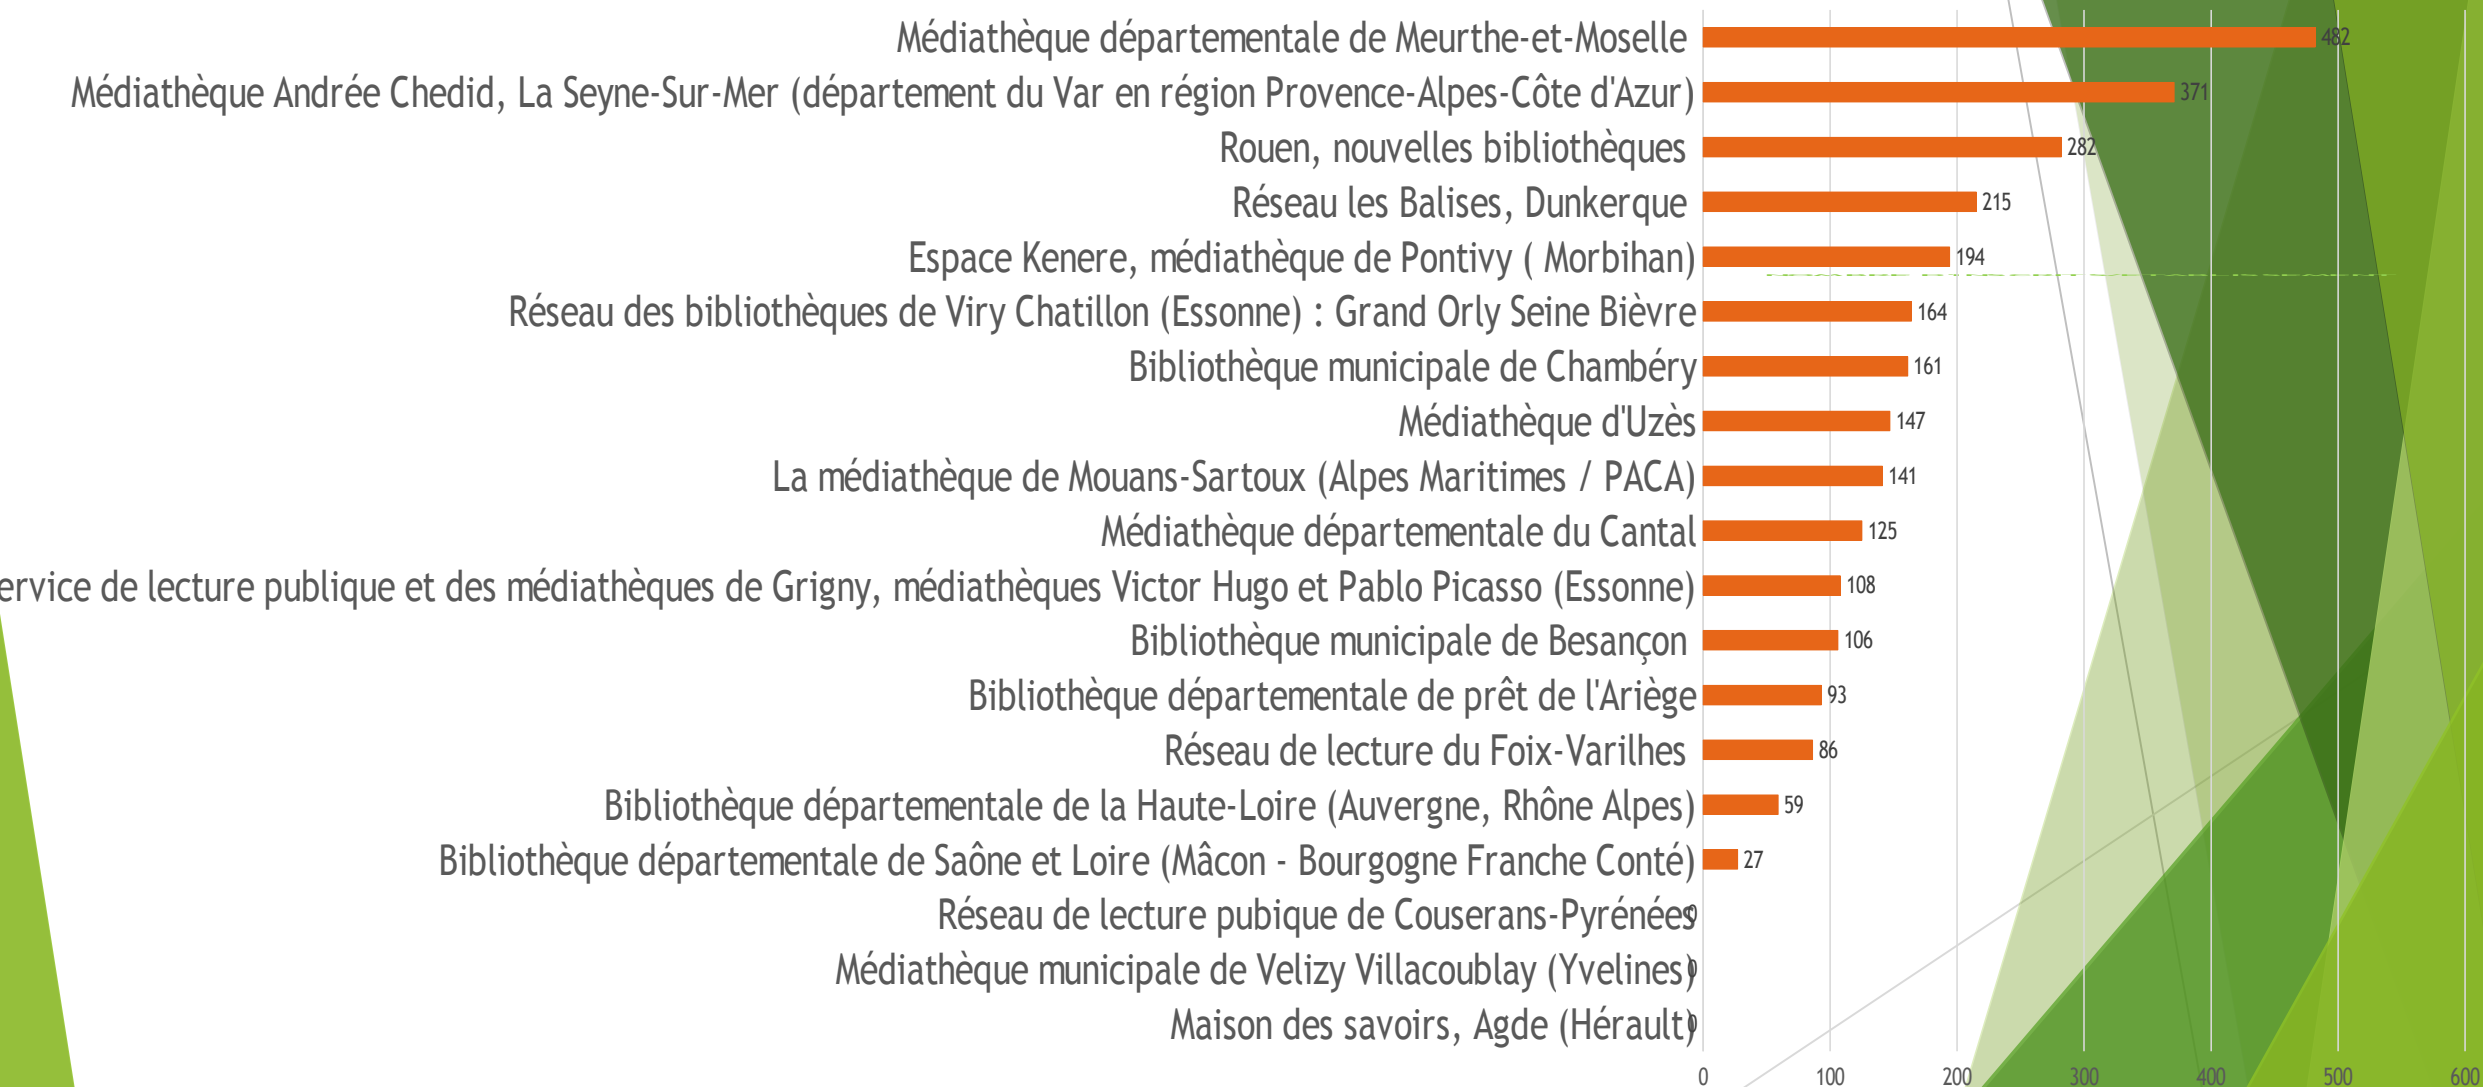 Médiathèque départementale de Meurthe-et-Moselle 482
Médiathèque Andrée Chedid, La Seyne-Sur-Mer (département du Var en région Provence-Alpes-Côte d'Azur) 371
Rouen, nouvelles bibliothèques 282
Réseau les Balises, Dunkerque 215
Espace Kenere, médiathèque de Pontivy ( Morbihan) 194
Réseau des bibliothèques de Viry Chatillon (Essonne) : Grand Orly Seine Bièvre 164
Bibliothèque municipale de Chambéry 161
Médiathèque d'Uzès 147
La médiathèque de Mouans-Sartoux (Alpes Maritimes / PACA) 141
Médiathèque départementale du Cantal 125
ervice de lecture publique et des médiathèques de Grigny, médiathèques Victor Hugo et Pablo Picasso (Essonne) 108
Bibliothèque municipale de Besançon 106
Bibliothèque départementale de prêt de l'Ariège 93
Réseau de lecture du Foix-Varilhes 86
Bibliothèque départementale de la Haute-Loire (Auvergne, Rhône Alpes) 59
Bibliothèque départementale de Saône et Loire (Mâcon - Bourgogne Franche Conté) 27
Réseau de lecture pubique de Couserans-Pyrénées 0
Médiathèque municipale de Velizy Villacoublay (Yvelines) 0
Maison des savoirs, Agde (Hérault) 0
0 100 200 300 400 500 600